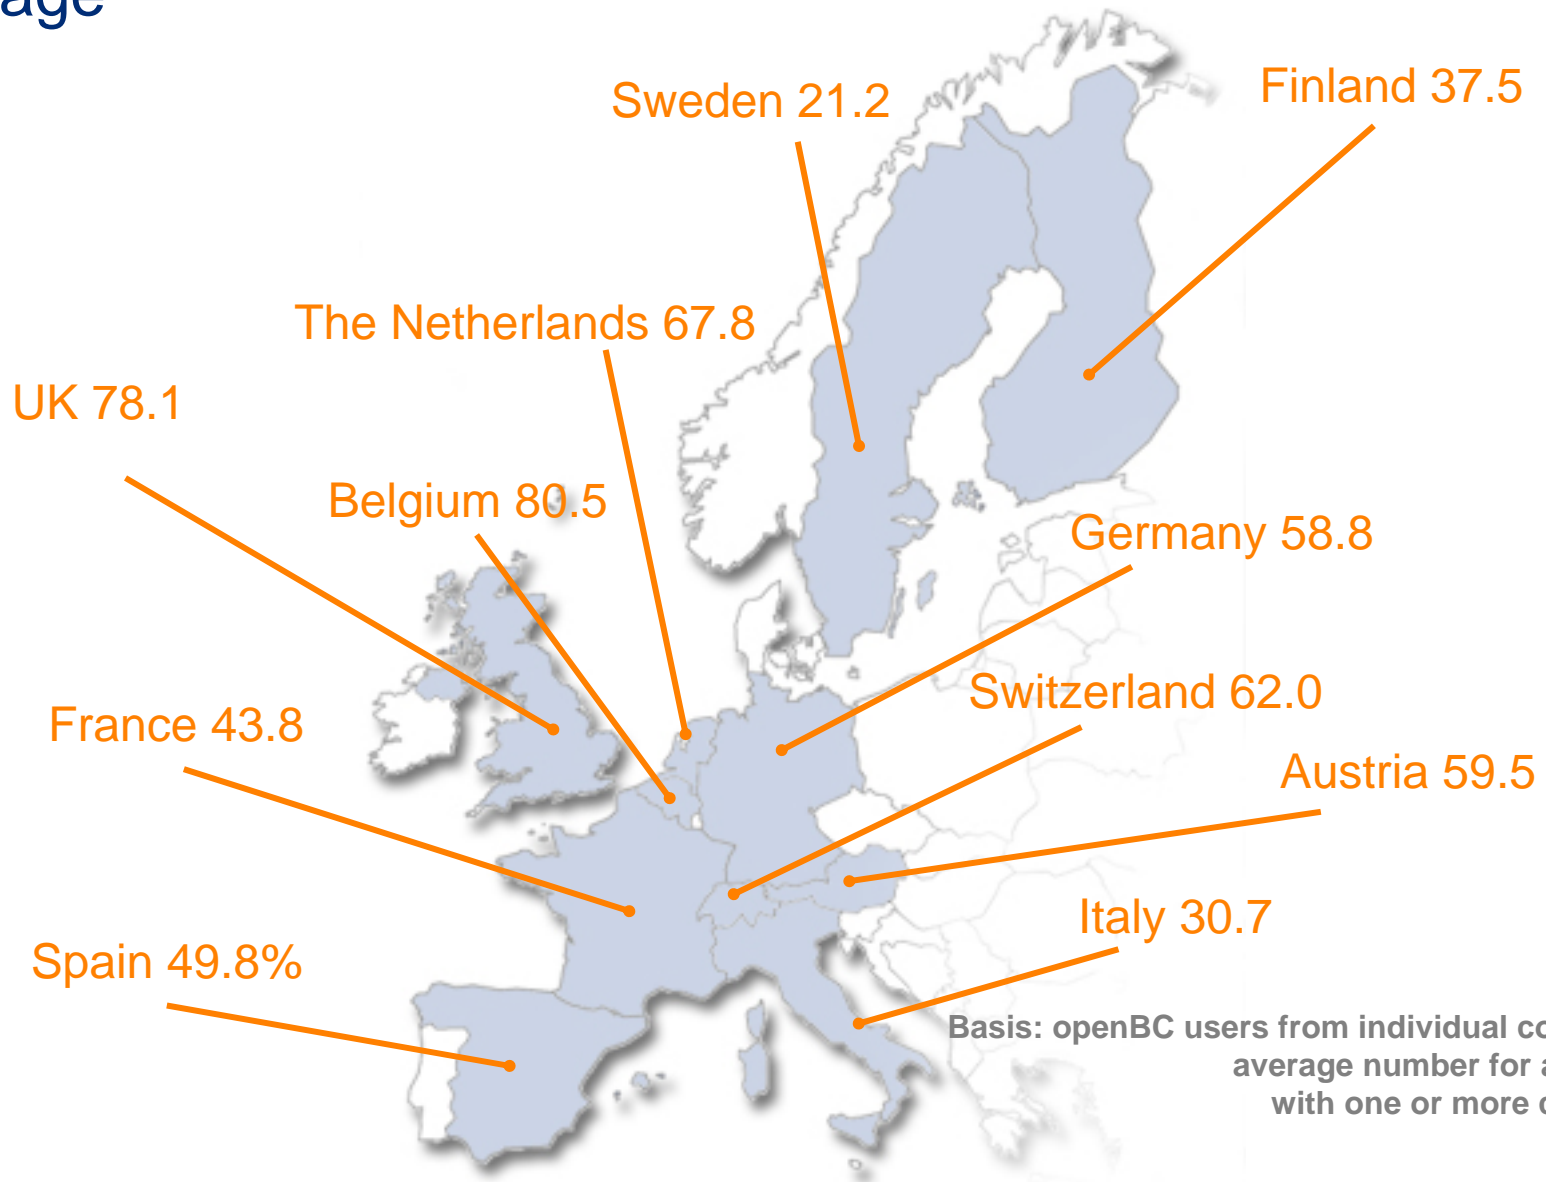 Sweden 21.2
Finland 37.5
The Netherlands 67.8
UK 78.1
Belgium 80.5
Germany 58.8
Switzerland 62.0
France 43.8
Austria 59.5
Italy 30.7
Spain 49.8%
Basis: openBC users from individual
average number for
with one or more